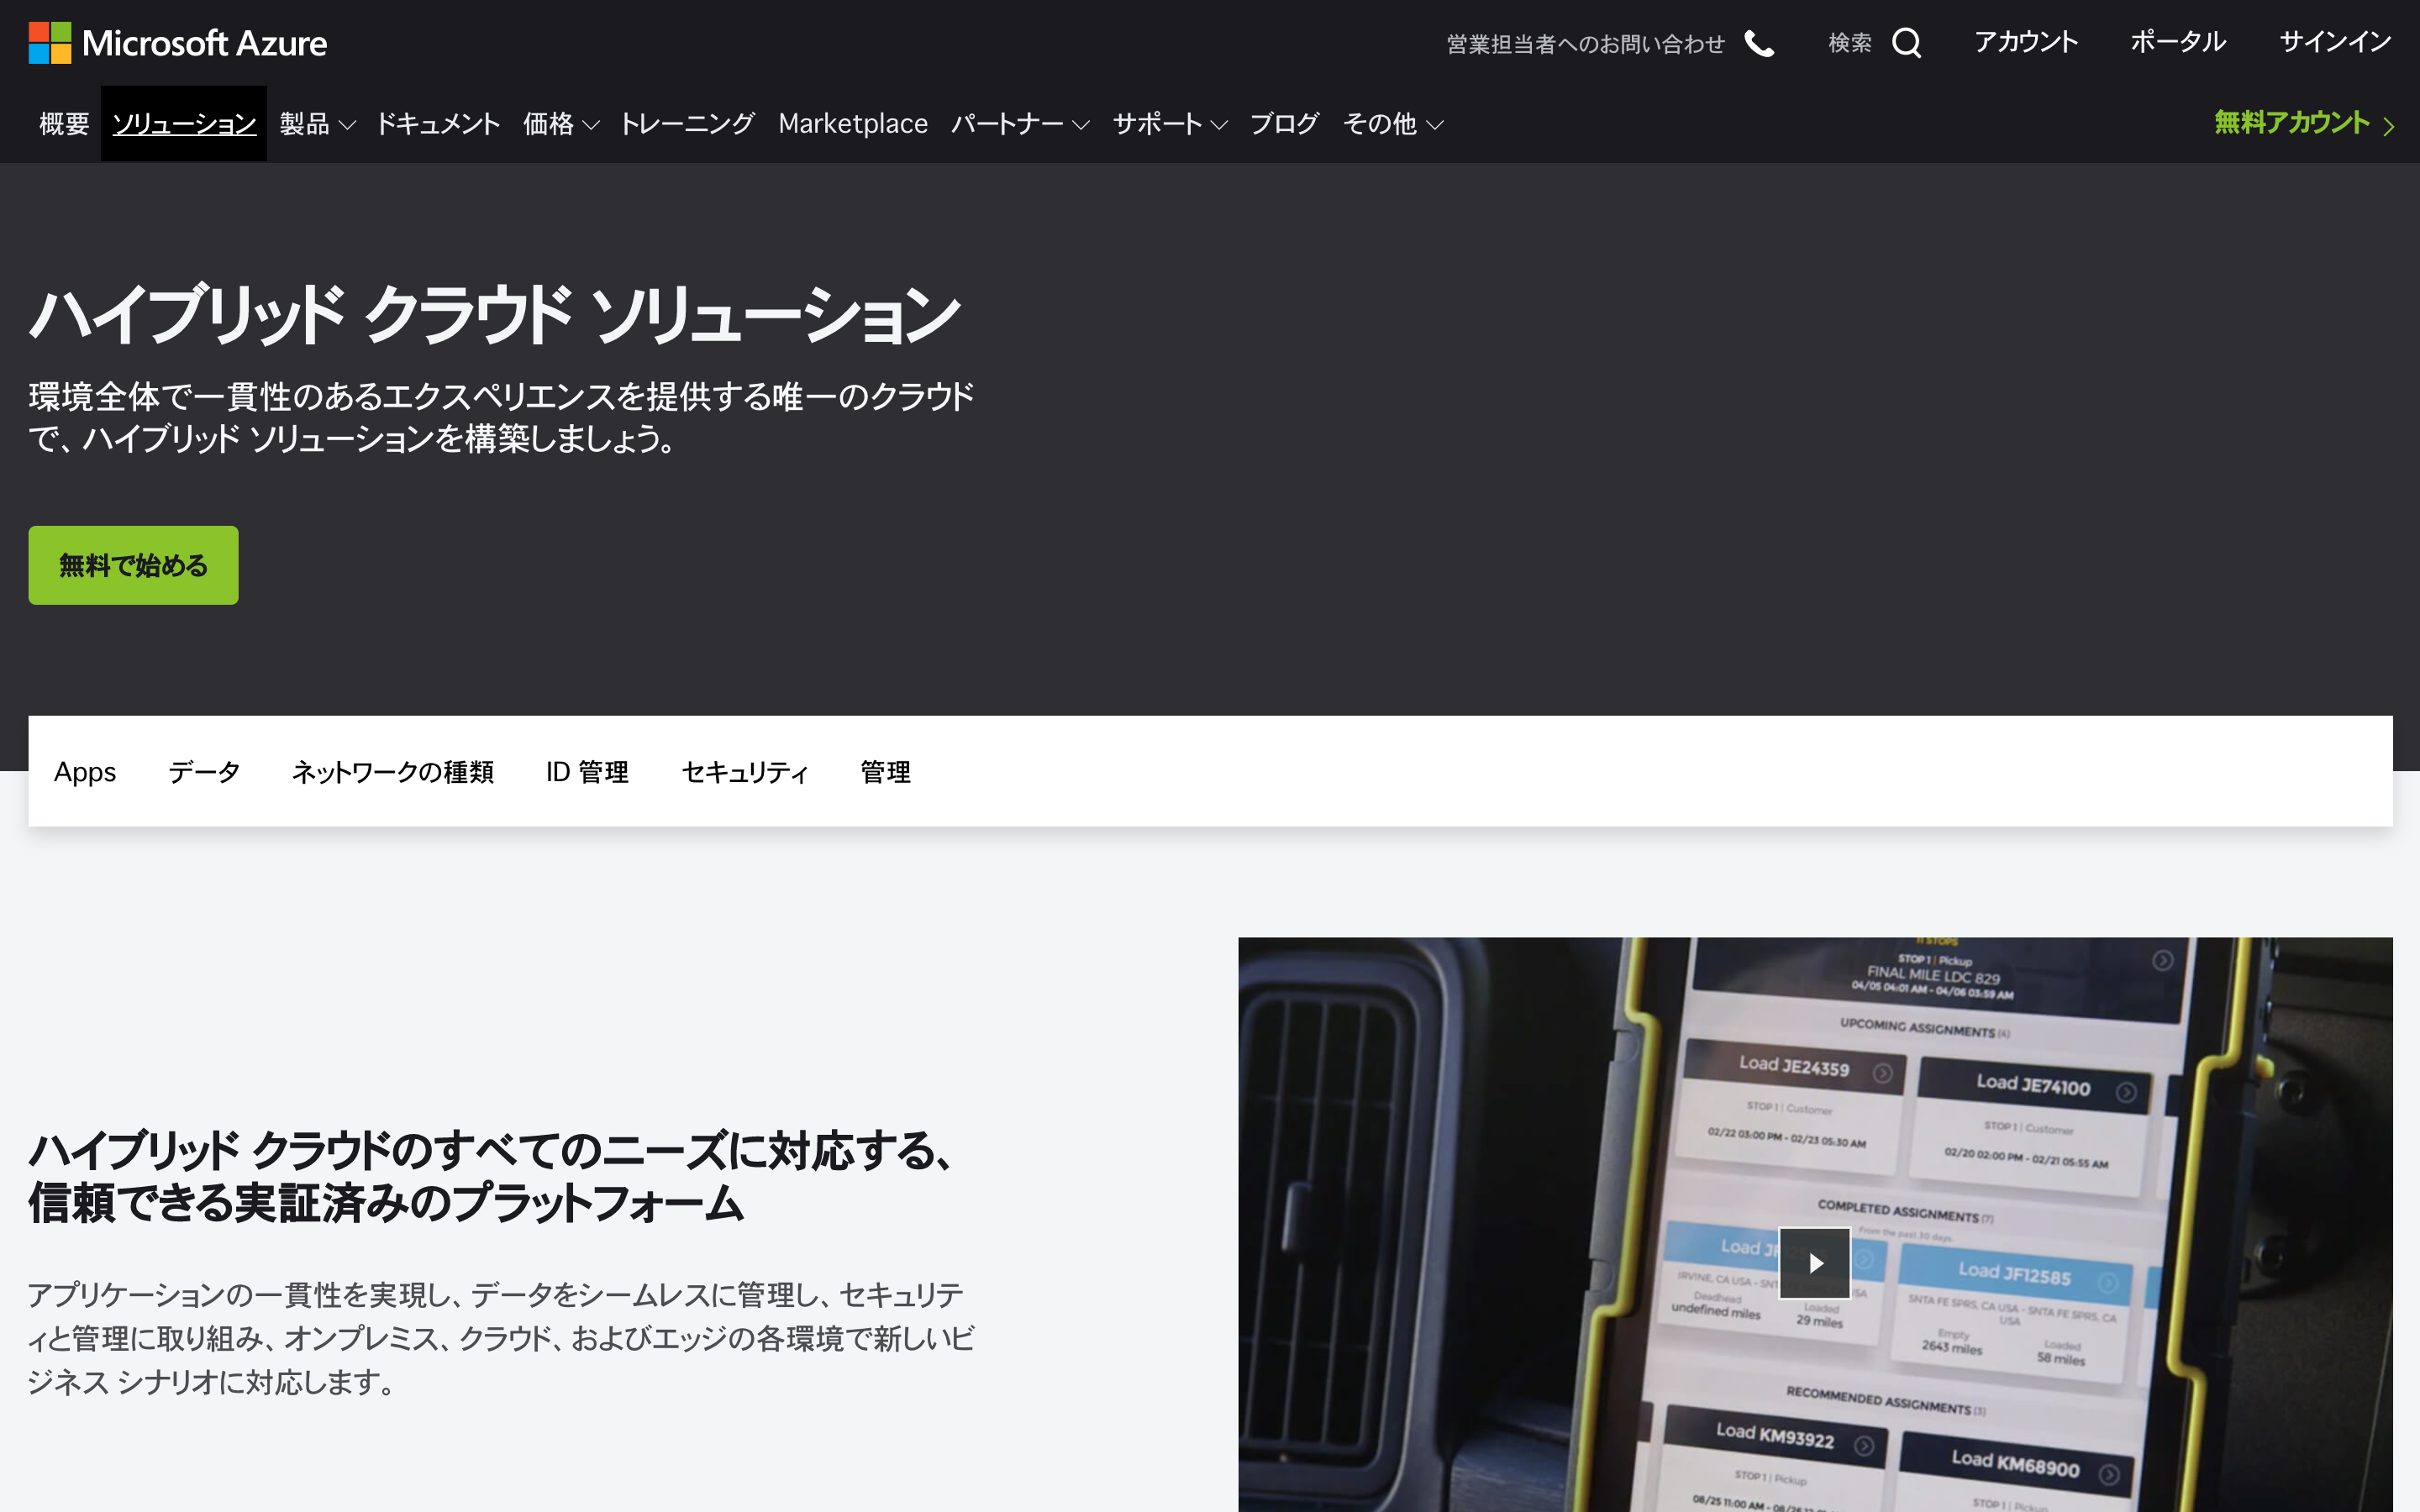 Microsoft Azure
営業担当者へのお問い合わせ
検索
アカウント
ポータル
サインイン
概要 ソリューション 製品 ドキュメント 価格 トレーニング Marketplace パートナー サポート ブログ その他
無料アカウント
ハイブリッド クラウド ソリューション
環境全体で一貫性のあるエクスペリエンスを提供する唯一のクラウド
で、ハイブリッド ソリューションを構築しましょう。
無料で始める
Apps データ ネットワークの種類 ID 管理 セキュリティ 管理
ハイブリッド クラウドのすべてのニーズに対応する、
信頼できる実証済みのプラットフォーム
アプリケーションの一貫性を実現し、データをシームレスに管理し、セキュリテ
ィと管理に取り組み、オンプレミス、クラウド、およびエッジの各環境で新しいビ
ジネス シナリオに対応します。
11 STOPS
STOP 1 | Pickup
FINAL MILE LDC 829
04/05 04:01 AM - 04/06 03:59 AM
UPCOMING ASSIGNMENTS (4)
Load JE24359
STOP 1 | Customer
02/22 03:00 PM - 02/23 05:30 AM
Load JE74100
STOP 1 | Customer
02/20 02:00 PM - 02/21 05:55 AM
COMPLETED ASSIGNMENTS (7)
From the past 30 days.
Load
IRVINE, CA USA
Deadhead
undefined miles
Loaded
29 miles
Load JF12585
SNTA FE SPRS, CA USA - SNTA FE SPRS, CA
USA
Empty
2643 miles
Loaded
58 miles
RECOMMENDED ASSIGNMENTS (3)
Load KM93922
STOP 1 | Pickup
08/25 11:00 AM
Load KM68900
STOP 1 | Pickup